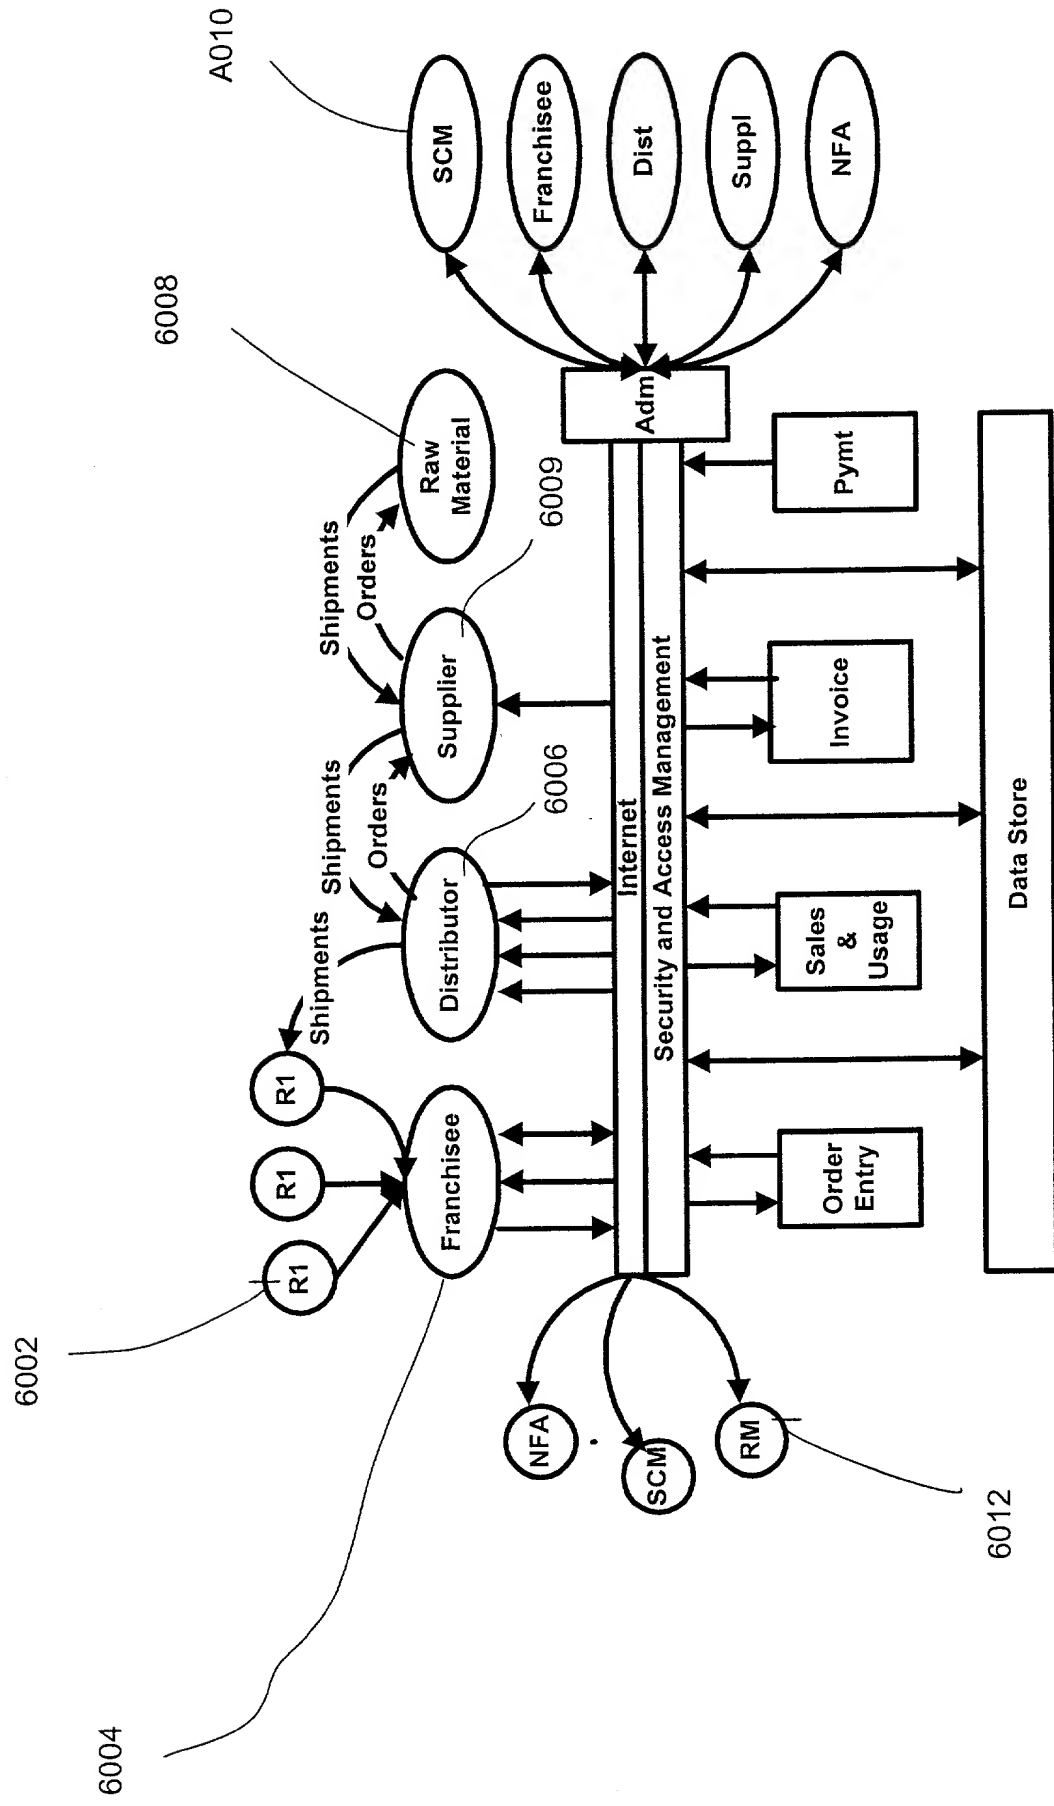 6002
6004
6008
A010
R1
R1
R1
Shipments
Shipments
Shipments
Orders
Orders
Franchisee
Distributor
Supplier
Raw
Material
6006
6009
SCM
Franchisee
Dist
Suppl
NFA
NFA
SCM
RM
6012
Internet
Security and Access Management
Adm
Order
Entry
Sales
&
Usage
Invoice
Pymt
Data Store